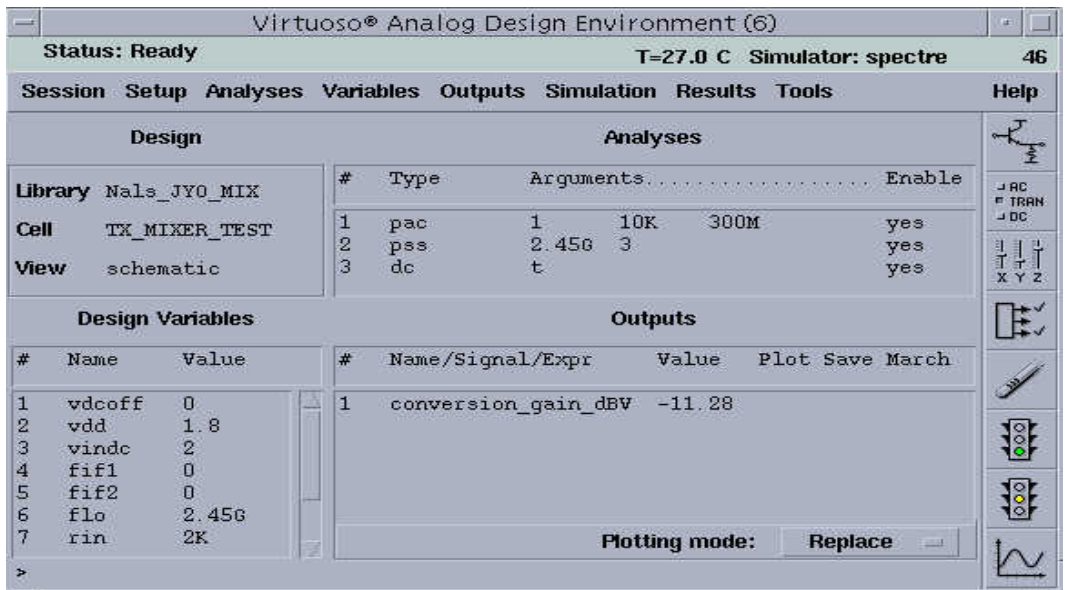 Virtuoso® Analog Design Environment (6)
Status: Ready T=27.0 C Simulator: spectre 46
Session Setup Analyses Variables Outputs Simulation Results Tools Help
Design
Library Nals_JYO_MIX
Cell TX_MIXER_TEST
View schematic
Analyses
# Type Arguments................... Enable
1 pac 1 10K 300M yes
2 pss 2.45G 3 yes
3 dc t yes
Design Variables
# Name Value
1 vdcoff 0
2 vdd 1.8
3 vindc 2
4 fif1 0
5 fif2 0
6 flo 2.45G
7 rin 2K
Outputs
# Name/Signal/Expr Value Plot Save March
1 conversion_gain_dBV -11.28
Plotting mode: Replace
>
AC
TRAN
DC
X Y Z